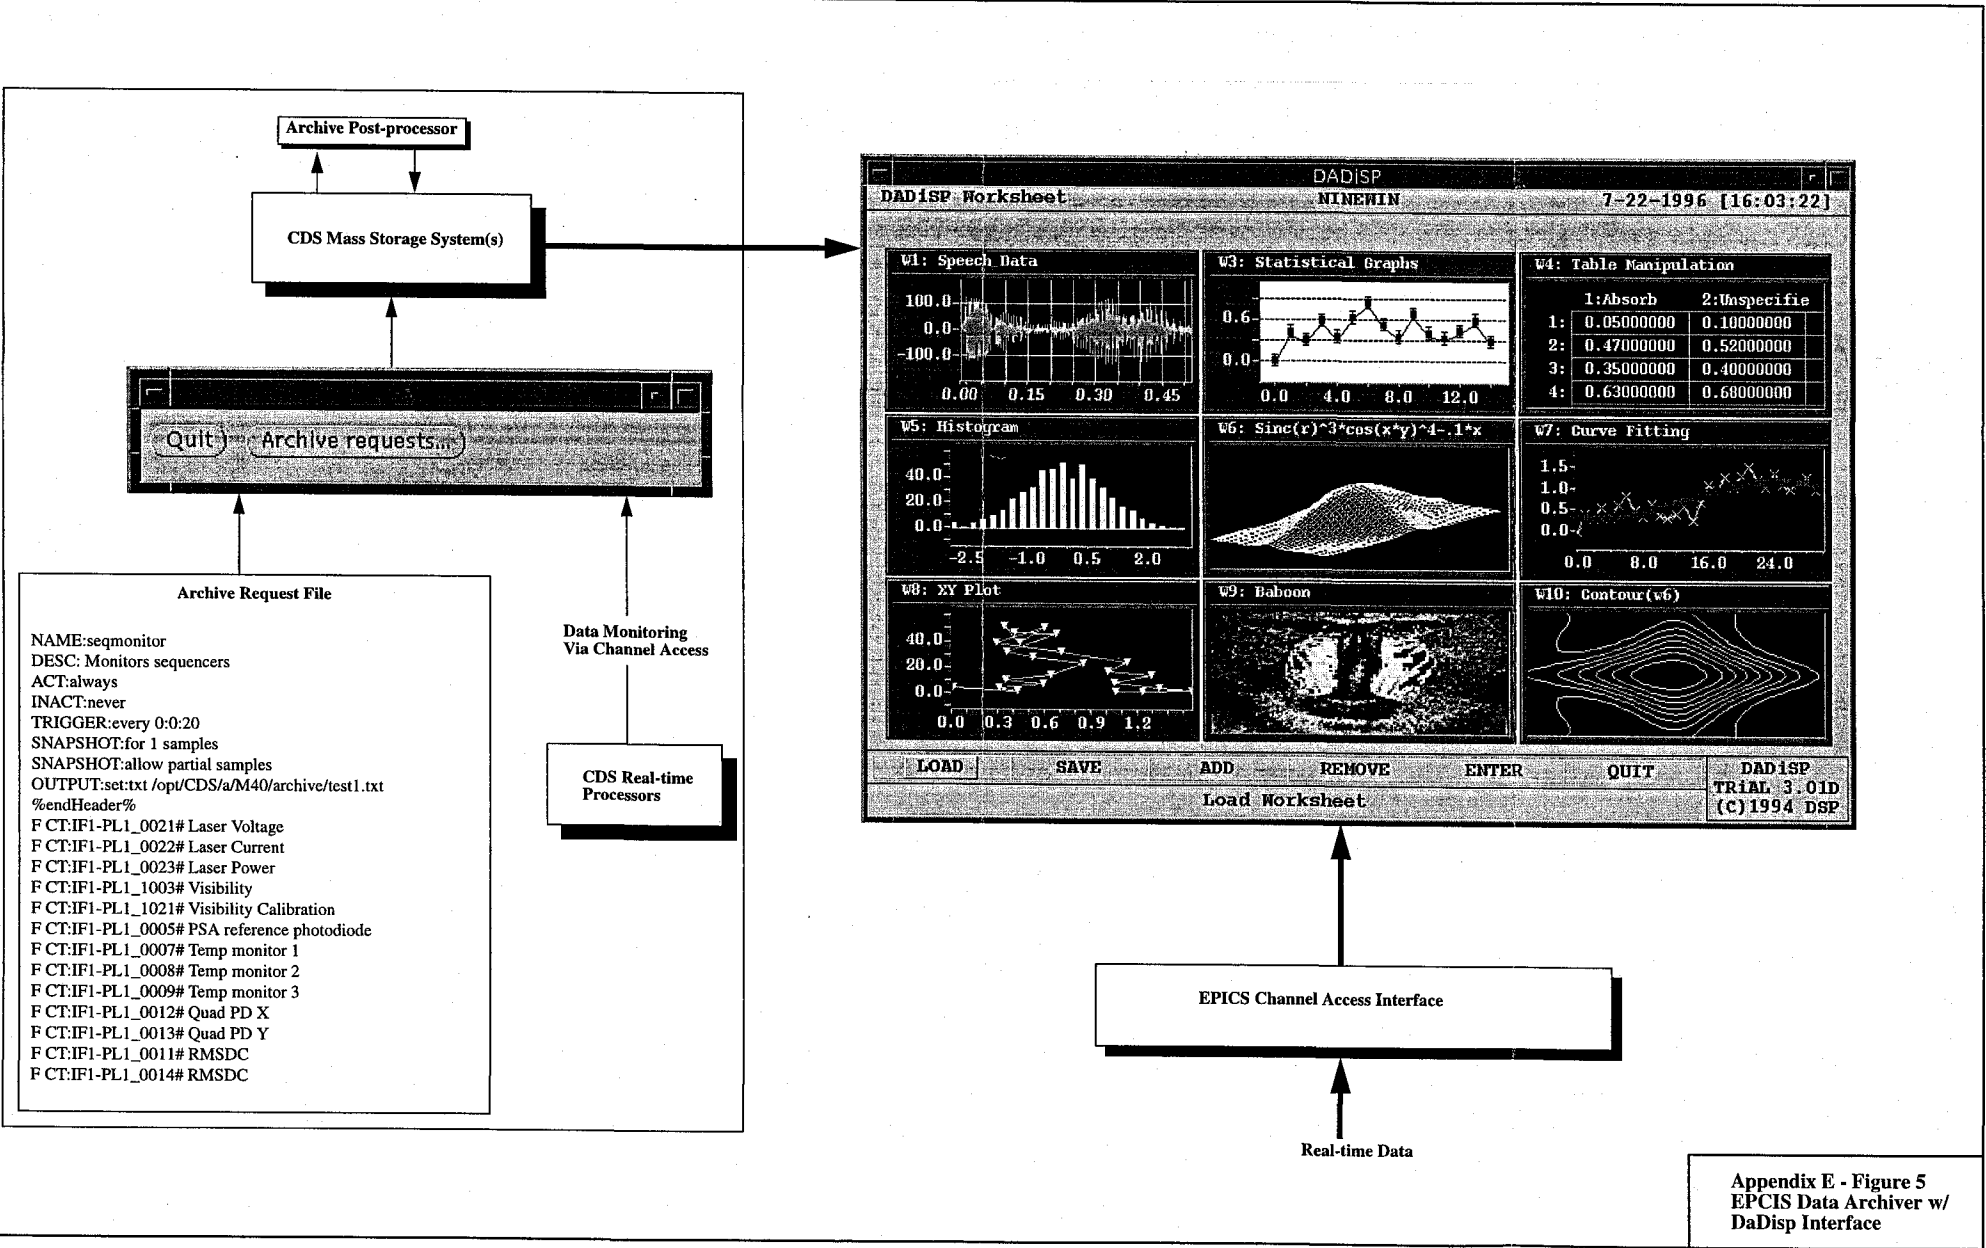 Archive Post-processor
CDS Mass Storage System(s)
Quit
Archive requests...
Archive Request File
NAME:seqmonitor
DESC: Monitors sequencers
ACT:always
INACT:never
TRIGGER:every 0:0:20
SNAPSHOT:for 1 samples
SNAPSHOT:allow partial samples
OUTPUT:set:txt /opt/CDS/a/M40/archive/test1.txt
%endHeader%
F CT:IF1-PL1_0021# Laser Voltage
F CT:IF1-PL1_0022# Laser Current
F CT:IF1-PL1_0023# Laser Power
F CT:IF1-PL1_1003# Visibility
F CT:IF1-PL1_1021# Visibility Calibration
F CT:IF1-PL1_0005# PSA reference photodiode
F CT:IF1-PL1_0007# Temp monitor 1
F CT:IF1-PL1_0008# Temp monitor 2
F CT:IF1-PL1_0009# Temp monitor 3
F CT:IF1-PL1_0012# Quad PD X
F CT:IF1-PL1_0013# Quad PD Y
F CT:IF1-PL1_0011# RMSDC
F CT:IF1-PL1_0014# RMSDC
Data Monitoring
Via Channel Access
CDS Real-time
Processors
DADiSP
DADiSP Worksheet NINEWIN 7-22-1996 [16:03:22]
W1: Speech Data
100.0
0.0
-100.0
0.00 0.15 0.30 0.45
W3: Statistical Graphs
0.6
0.0
0.0 4.0 8.0 12.0
W4: Table Manipulation
1:Absorb 2:Unspecifie
1: 0.05000000 0.10000000
2: 0.47000000 0.52000000
3: 0.35000000 0.40000000
4: 0.63000000 0.68000000
W5: Histogram
40.0
20.0
0.0
-2.5 -1.0 0.5 2.0
W6: Sinc(r)^3*cos(x*y)^4-.1*x
W7: Curve Fitting
1.5
1.0
0.5
0.0
0.0 8.0 16.0 24.0
W8: XY Plot
40.0
20.0
0.0
0.0 0.3 0.6 0.9 1.2
W9: Baboon
W10: Contour(w6)
LOAD SAVE ADD REMOVE ENTER QUIT
Load Worksheet
DADiSP
TRiAL 3.01D
(C)1994 DSP
EPICS Channel Access Interface
Real-time Data
Appendix E - Figure 5
EPCIS Data Archiver w/
DaDisp Interface